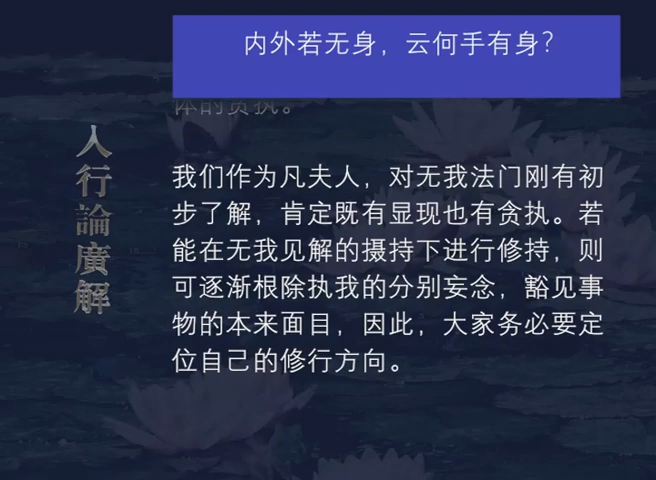 内外若无身，云何手有身？
体的贪执。
入行論廣解
我们作为凡夫人，对无我法门刚有初
步了解，肯定既有显现也有贪执。若
能在无我见解的摄持下进行修持，则
可逐渐根除执我的分别妄念，豁见事
物的本来面目，因此，大家务必要定
位自己的修行方向。